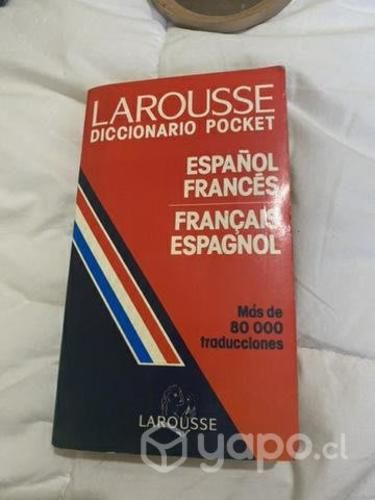 LAROUSSE
DICCIONARIO POCKET
ESPAÑOL
FRANCÉS
FRANÇAIS
ESPAGNOL
Más de
80 000
traducciones
LAROUSSE
yapo.cl